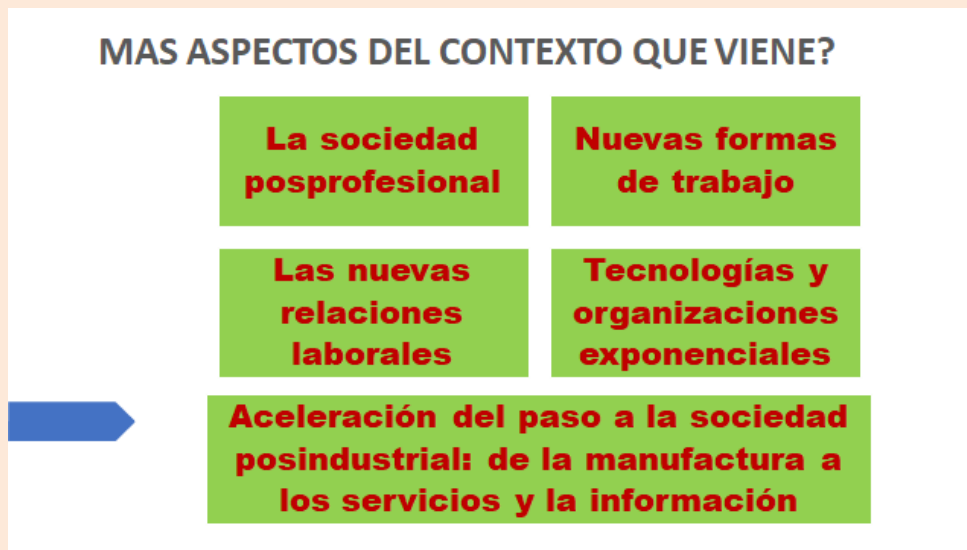 MAS ASPECTOS DEL CONTEXTO QUE VIENE?
La sociedad
posprofesional
Nuevas formas
de trabajo
Las nuevas
relaciones
laborales
Tecnologías y
organizaciones
exponenciales
Aceleración del paso a la sociedad
posindustrial: de la manufactura a
los servicios y la información